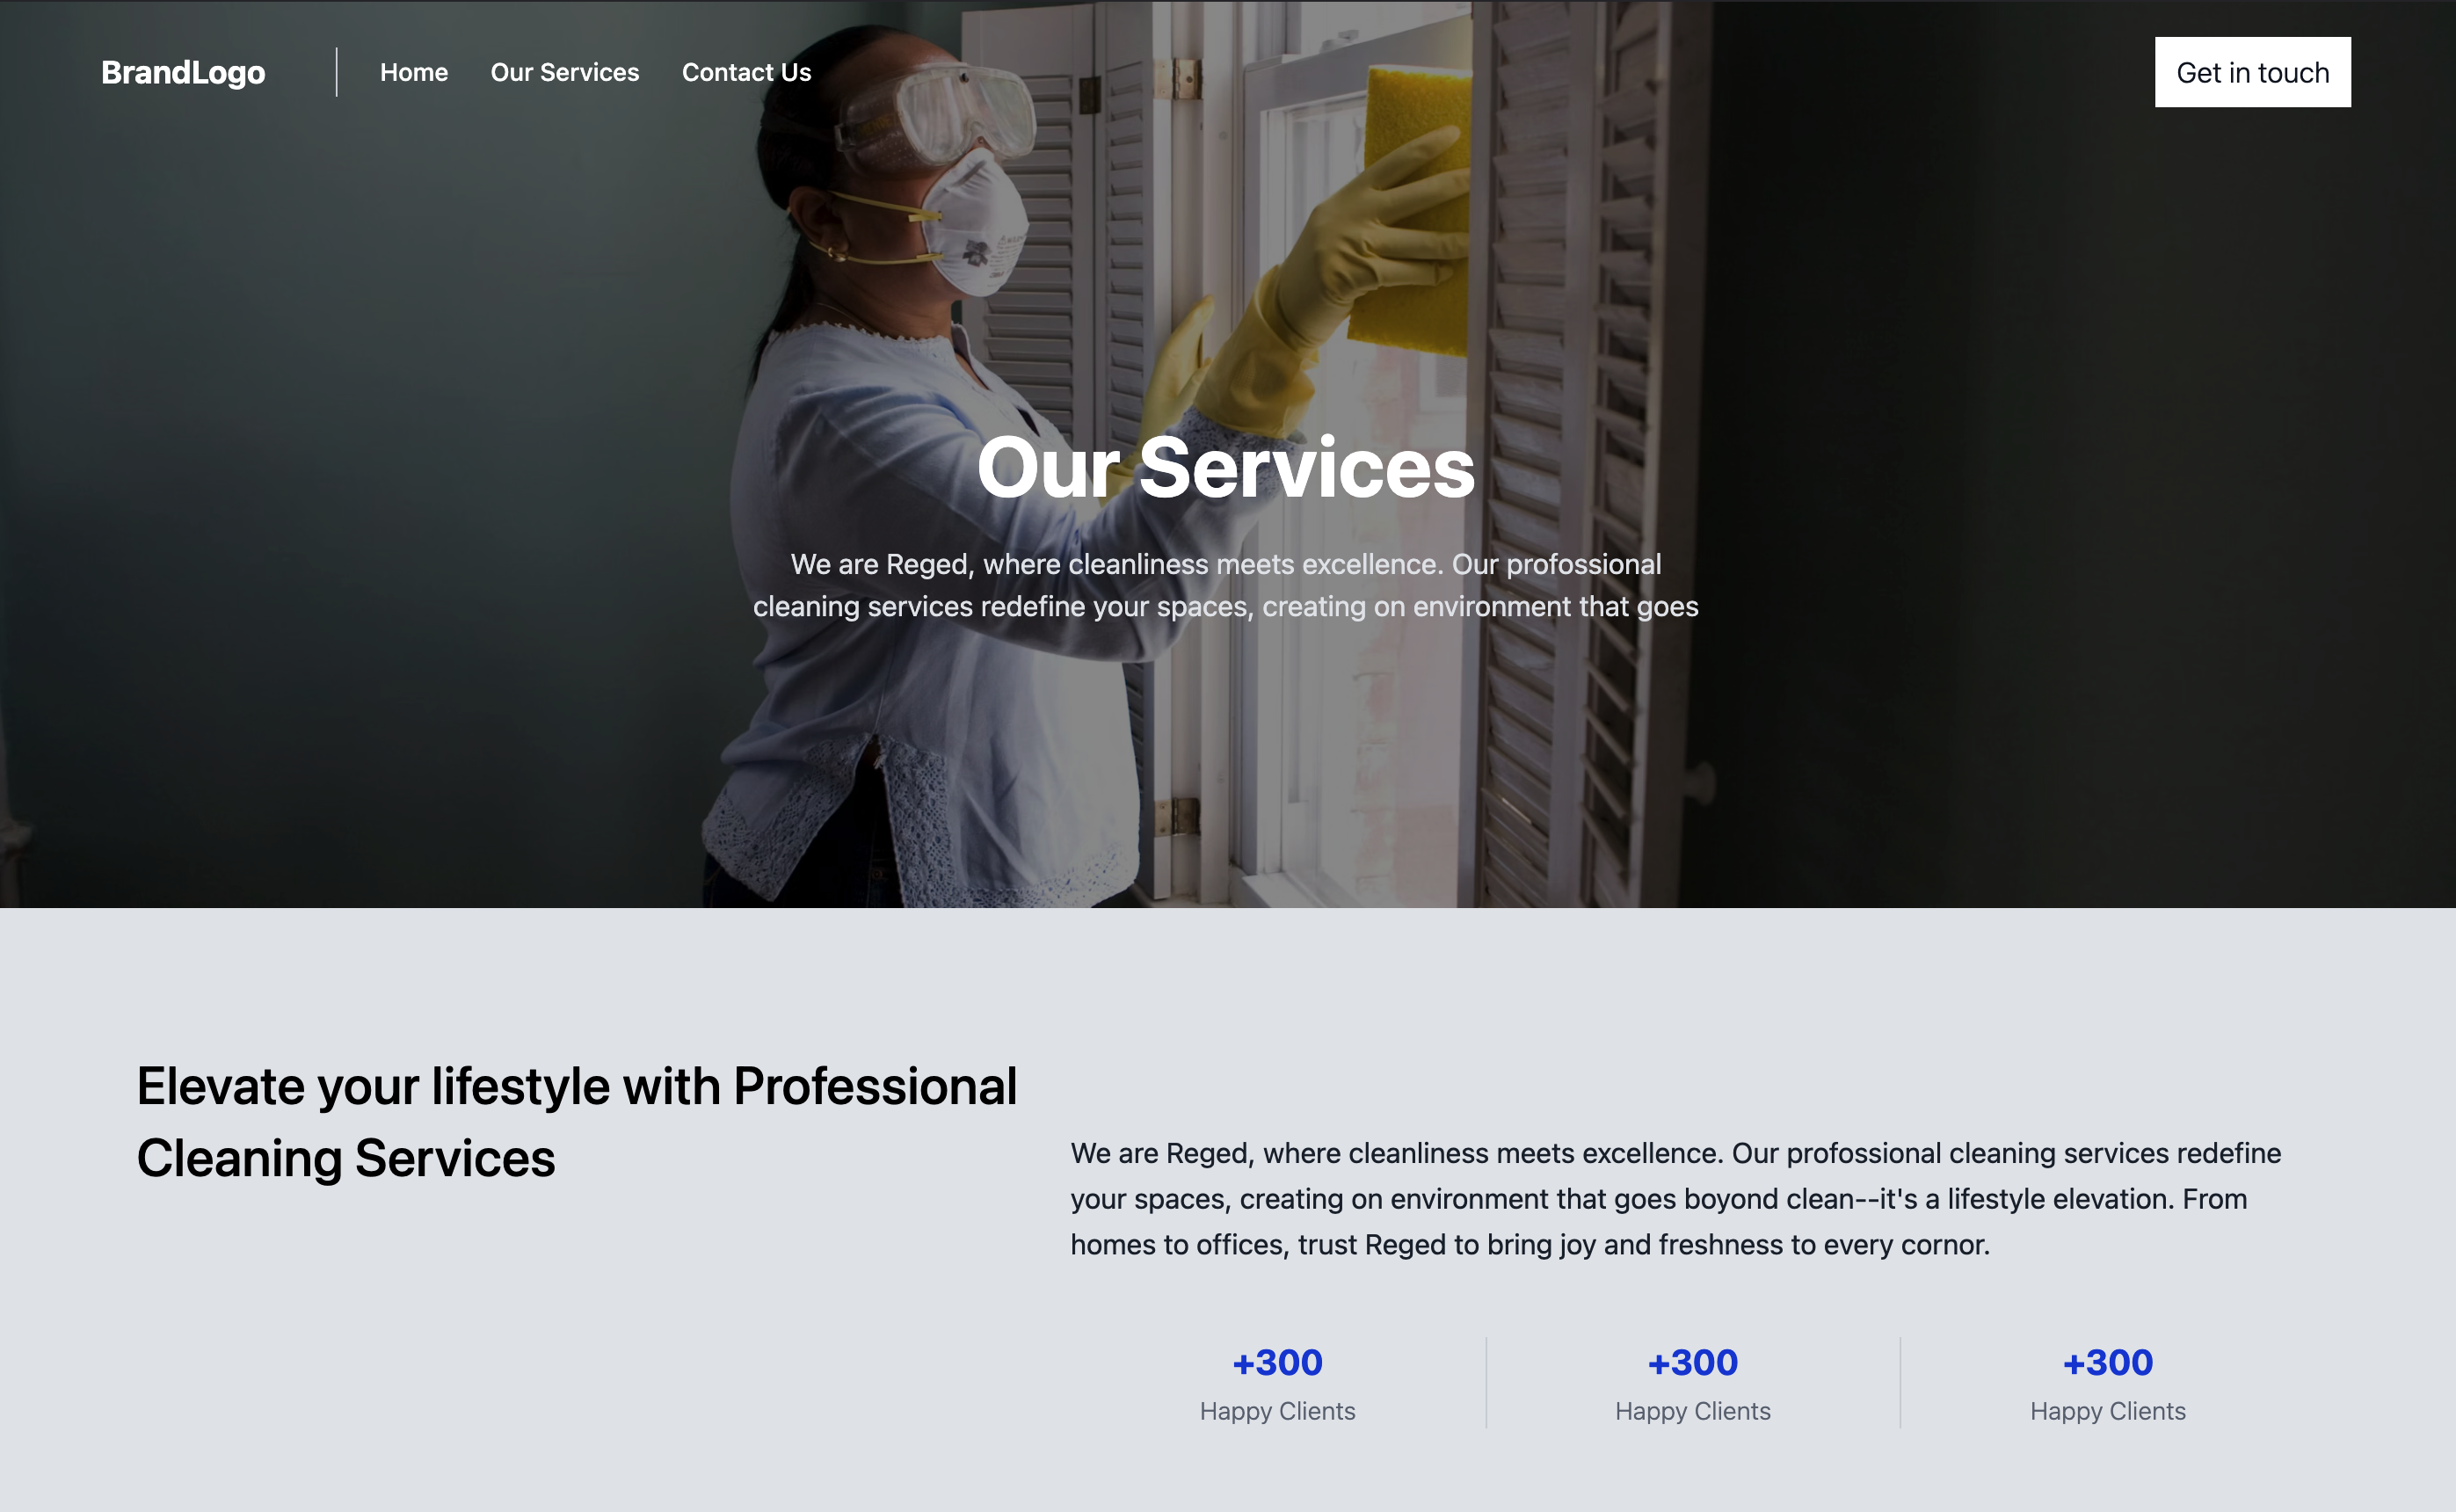 BrandLogo
Home
Our Services
Contact Us
Get in touch
Our Services
We are Reged, where cleanliness meets excellence. Our profossional
cleaning services redefine your spaces, creating on environment that goes
Elevate your lifestyle with Professional
Cleaning Services
We are Reged, where cleanliness meets excellence. Our profossional cleaning services redefine
your spaces, creating on environment that goes boyond clean--it's a lifestyle elevation. From
homes to offices, trust Reged to bring joy and freshness to every cornor.
+300
Happy Clients
+300
Happy Clients
+300
Happy Clients